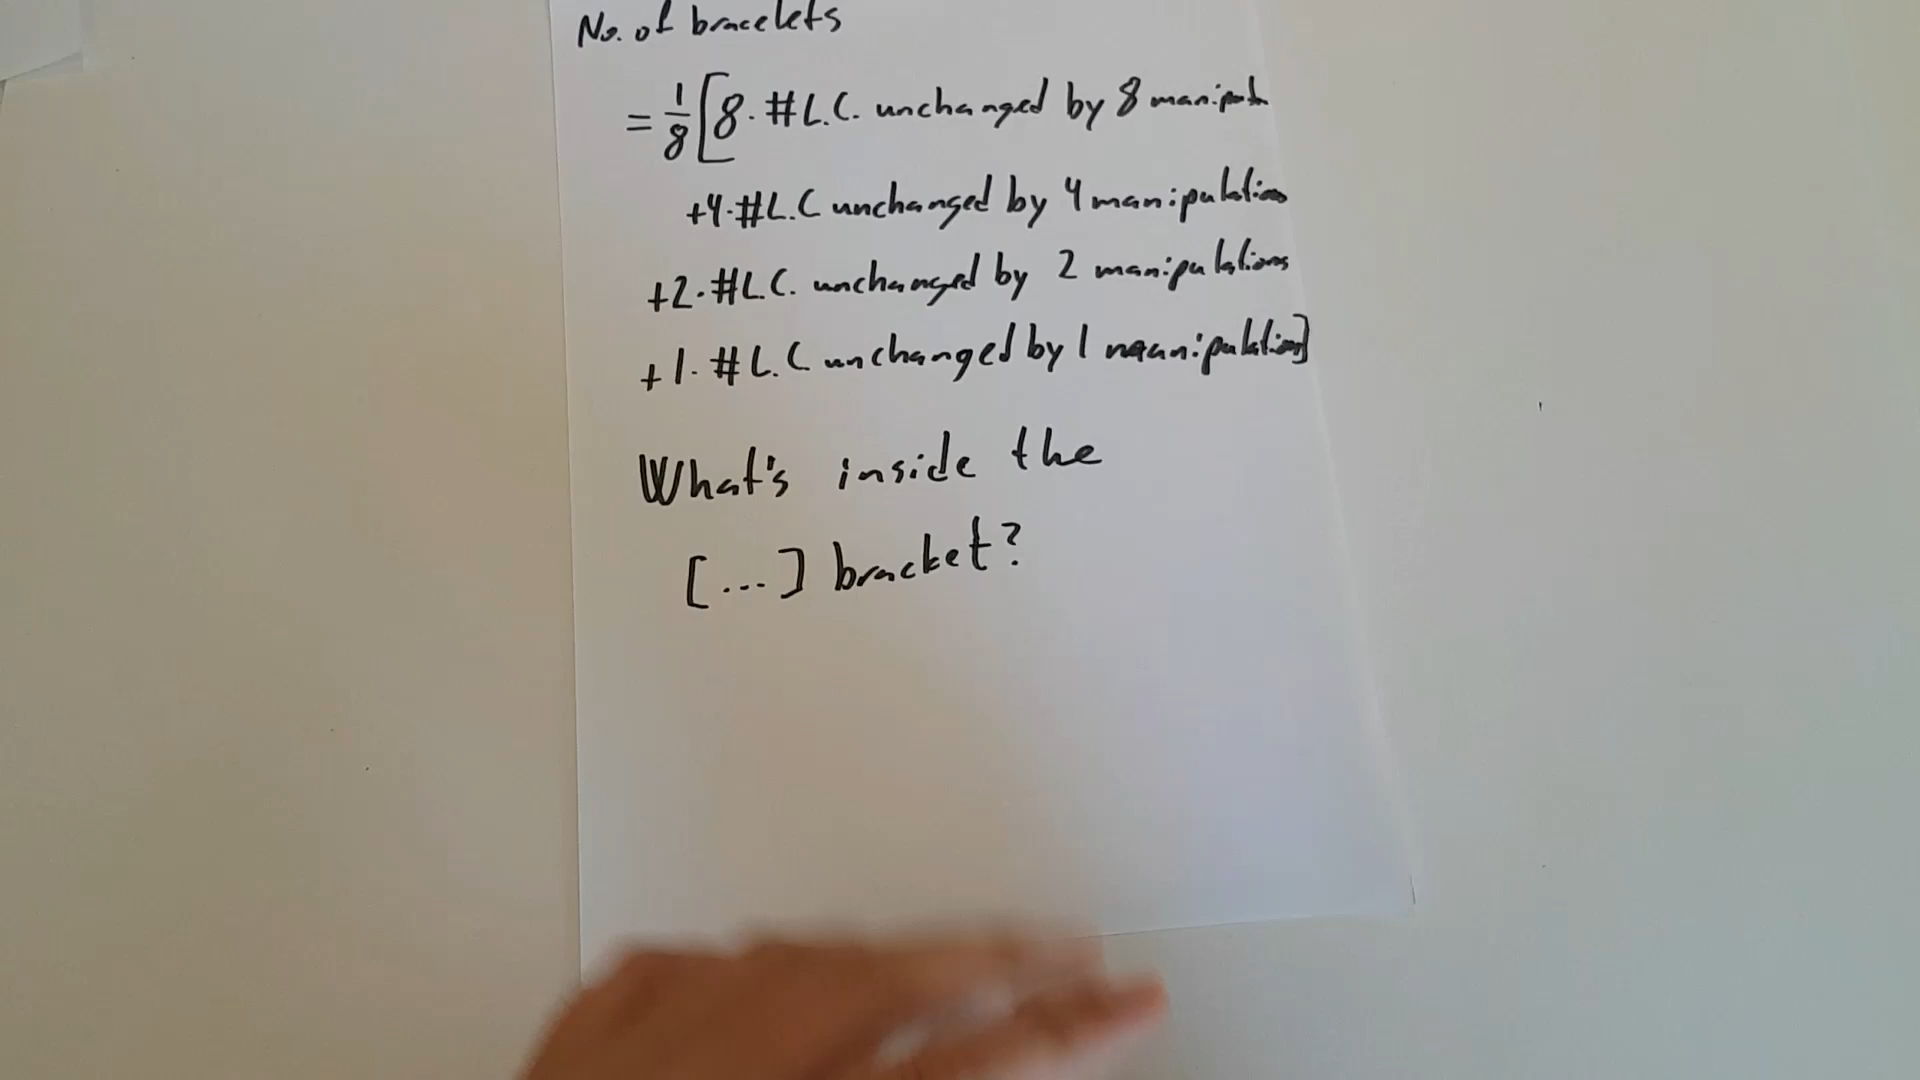 No. of bracelets
= 1/8 [8. #L.C. unchanged by 8 manipul
+4.#L.C unchanged by 4 manipulations
+2.#L.C. unchanged by 2 manipulations
+1. #L.C unchanged by 1 manipulation]
What's inside the
[...] bracket?